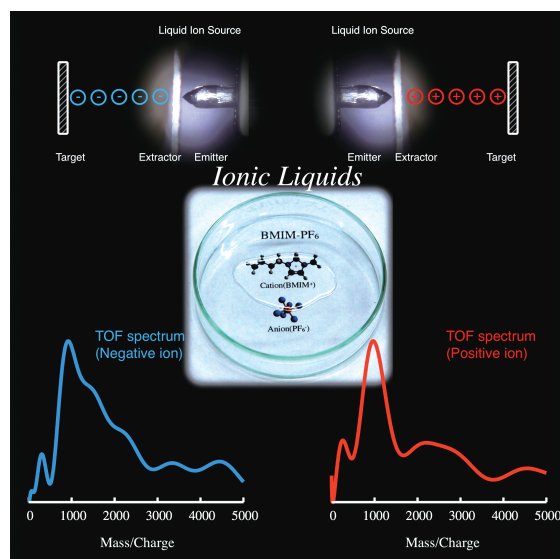 Liquid Ion Source
Liquid Ion Source
- - - - -
+ + + + +
Target
Extractor
Emitter
Emitter
Extractor
Target
Ionic Liquids
BMIM-PF₆
Cation(BMIM⁺)
Anion(PF₆⁻)
TOF spectrum
(Negative ion)
TOF spectrum
(Positive ion)
0 1000 2000 3000 4000 5000
Mass/Charge
0 1000 2000 3000 4000 5000
Mass/Charge